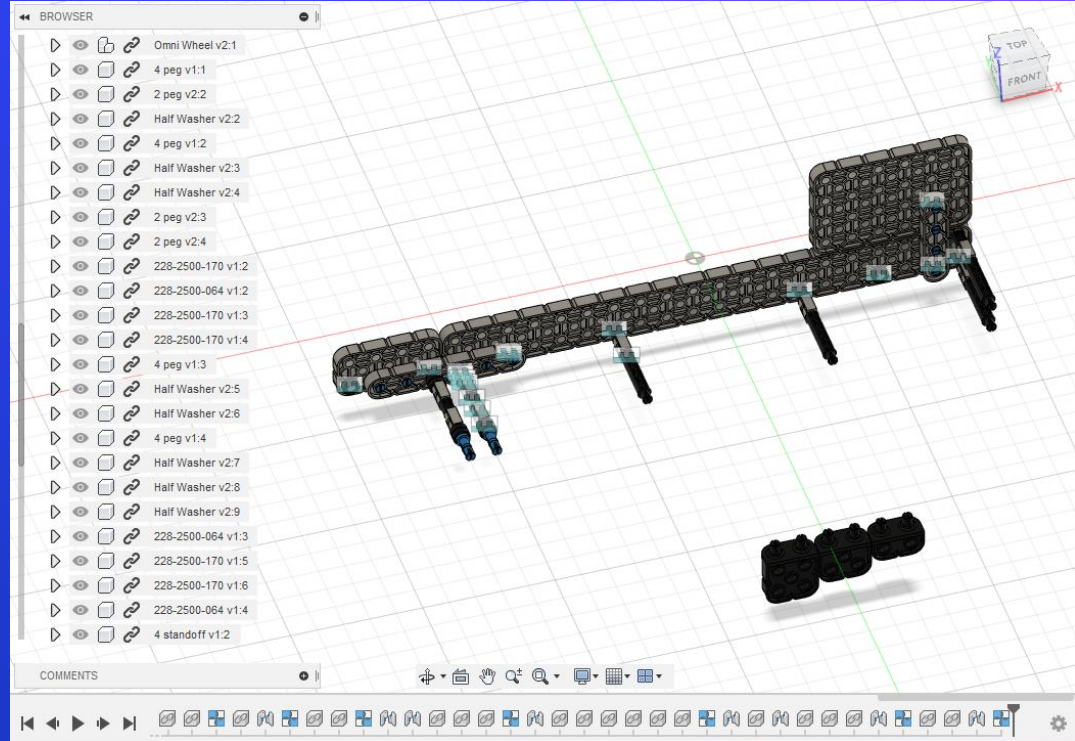 BROWSER
Omni Wheel v2:1
4 peg v1:1
2 peg v2:2
Half Washer v2:2
4 peg v1:2
Half Washer v2:3
Half Washer v2:4
2 peg v2:3
2 peg v2:4
228-2500-170 v1:2
228-2500-064 v1:2
228-2500-170 v1:3
228-2500-170 v1:4
4 peg v1:3
Half Washer v2:5
Half Washer v2:6
4 peg v1:4
Half Washer v2:7
Half Washer v2:8
Half Washer v2:9
228-2500-064 v1:3
228-2500-170 v1:5
228-2500-170 v1:6
228-2500-064 v1:4
4 standoff v1:2
COMMENTS
TOP
FRONT
Z
Y
X